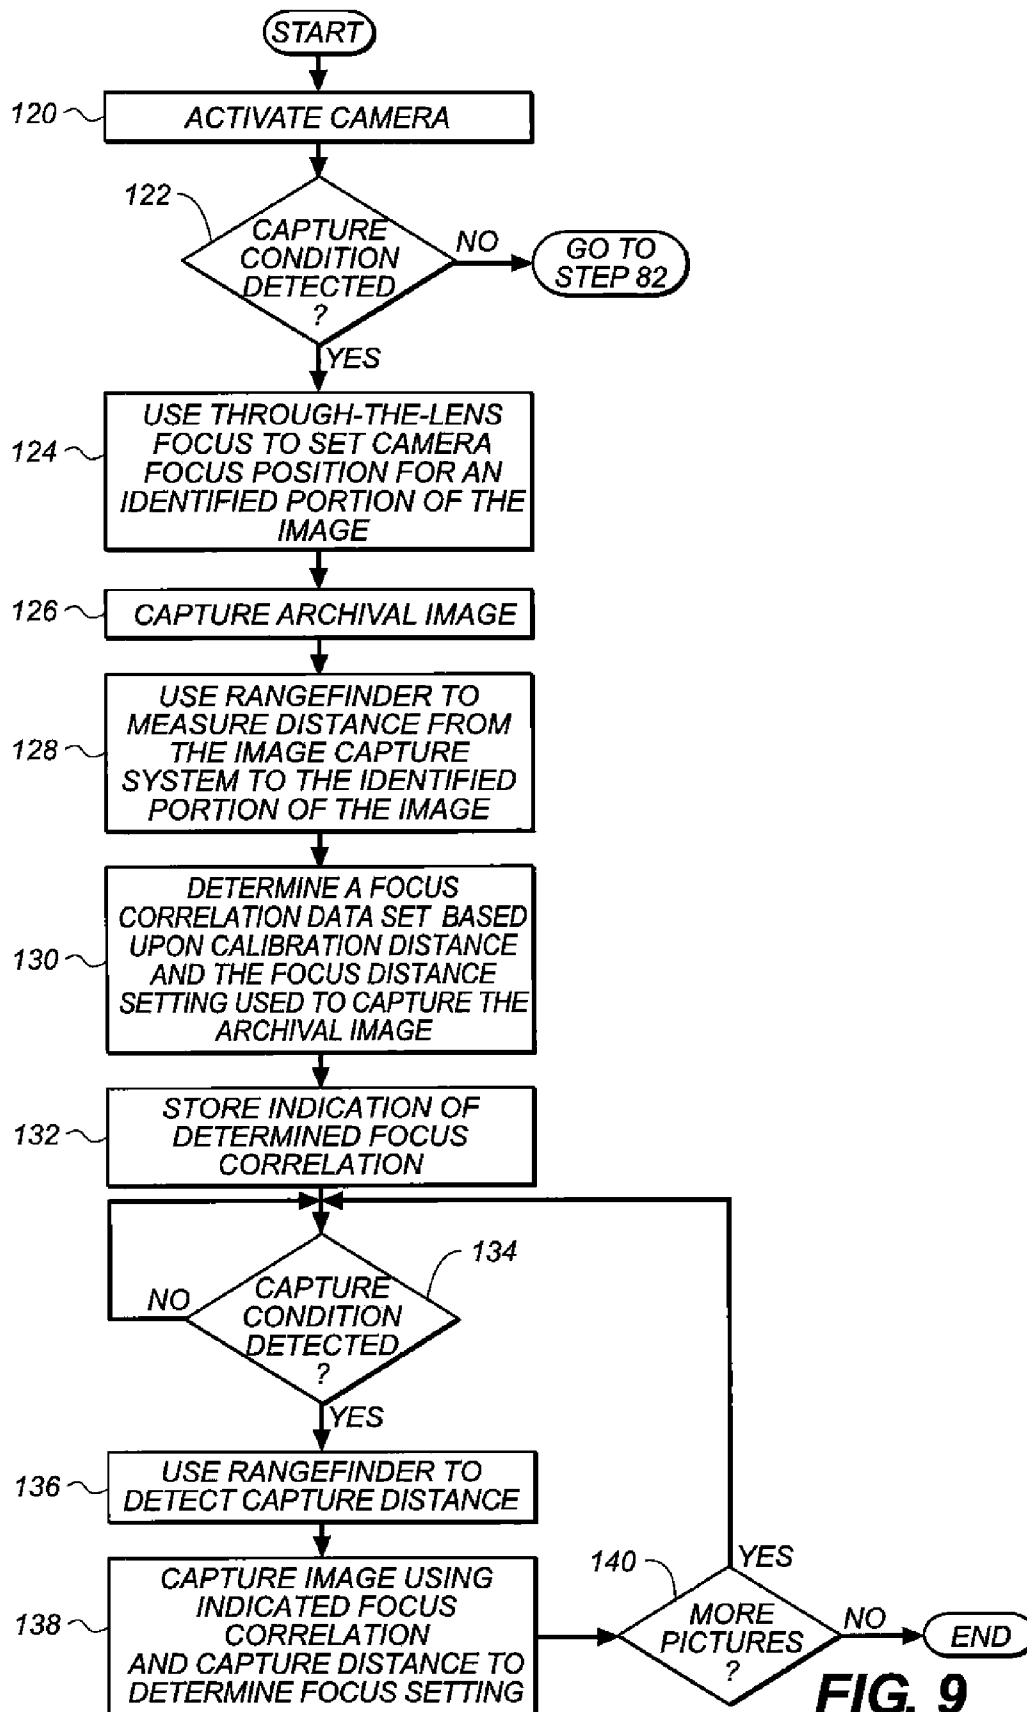 START
120
ACTIVATE CAMERA
122
CAPTURE
CONDITION
DETECTED
?
NO
GO TO
STEP 82
YES
124
USE THROUGH-THE-LENS
FOCUS TO SET CAMERA
FOCUS POSITION FOR AN
IDENTIFIED PORTION OF THE
IMAGE
126
CAPTURE ARCHIVAL IMAGE
128
USE RANGEFINDER TO
MEASURE DISTANCE FROM
THE IMAGE CAPTURE
SYSTEM TO THE IDENTIFIED
PORTION OF THE IMAGE
130
DETERMINE A FOCUS
CORRELATION DATA SET BASED
UPON CALIBRATION DISTANCE
AND THE FOCUS DISTANCE
SETTING USED TO CAPTURE THE
ARCHIVAL IMAGE
132
STORE INDICATION OF
DETERMINED FOCUS
CORRELATION
134
NO
CAPTURE
CONDITION
DETECTED
?
YES
136
USE RANGEFINDER TO
DETECT CAPTURE DISTANCE
138
CAPTURE IMAGE USING
INDICATED FOCUS
CORRELATION
AND CAPTURE DISTANCE TO
DETERMINE FOCUS SETTING
140
YES
MORE
PICTURES
?
NO
END
FIG. 9